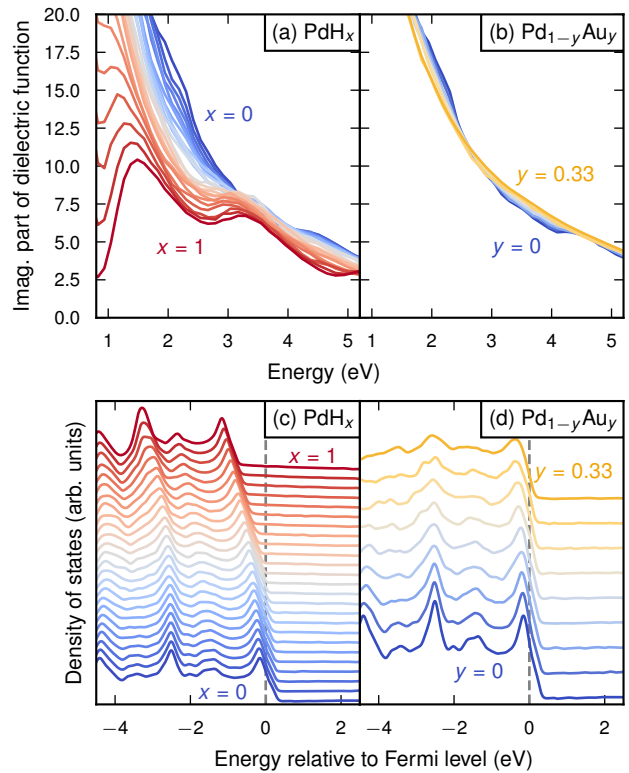 Imag. part of dielectric function
20.0
17.5
15.0
12.5
10.0
7.5
5.0
2.5
0.0
(a) PdHₓ
x = 0
x = 1
1 2 3 4 5
(b) Pd₁₋yAuy
y = 0.33
y = 0
1 2 3 4 5
Energy (eV)
Density of states (arb. units)
(c) PdHₓ
x = 1
x = 0
−4 −2 0 2
(d) Pd₁₋yAuy
y = 0.33
y = 0
−4 −2 0 2
Energy relative to Fermi level (eV)